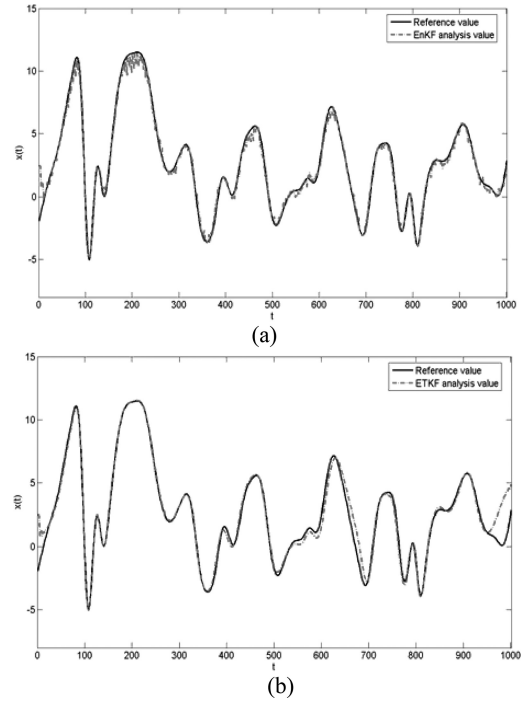 15
10
5
0
-5
x(t)
Reference value
EnKF analysis value
0 100 200 300 400 500 600 700 800 900 1000
t
(a)
15
10
5
0
-5
x(t)
Reference value
ETKF analysis value
0 100 200 300 400 500 600 700 800 900 1000
t
(b)